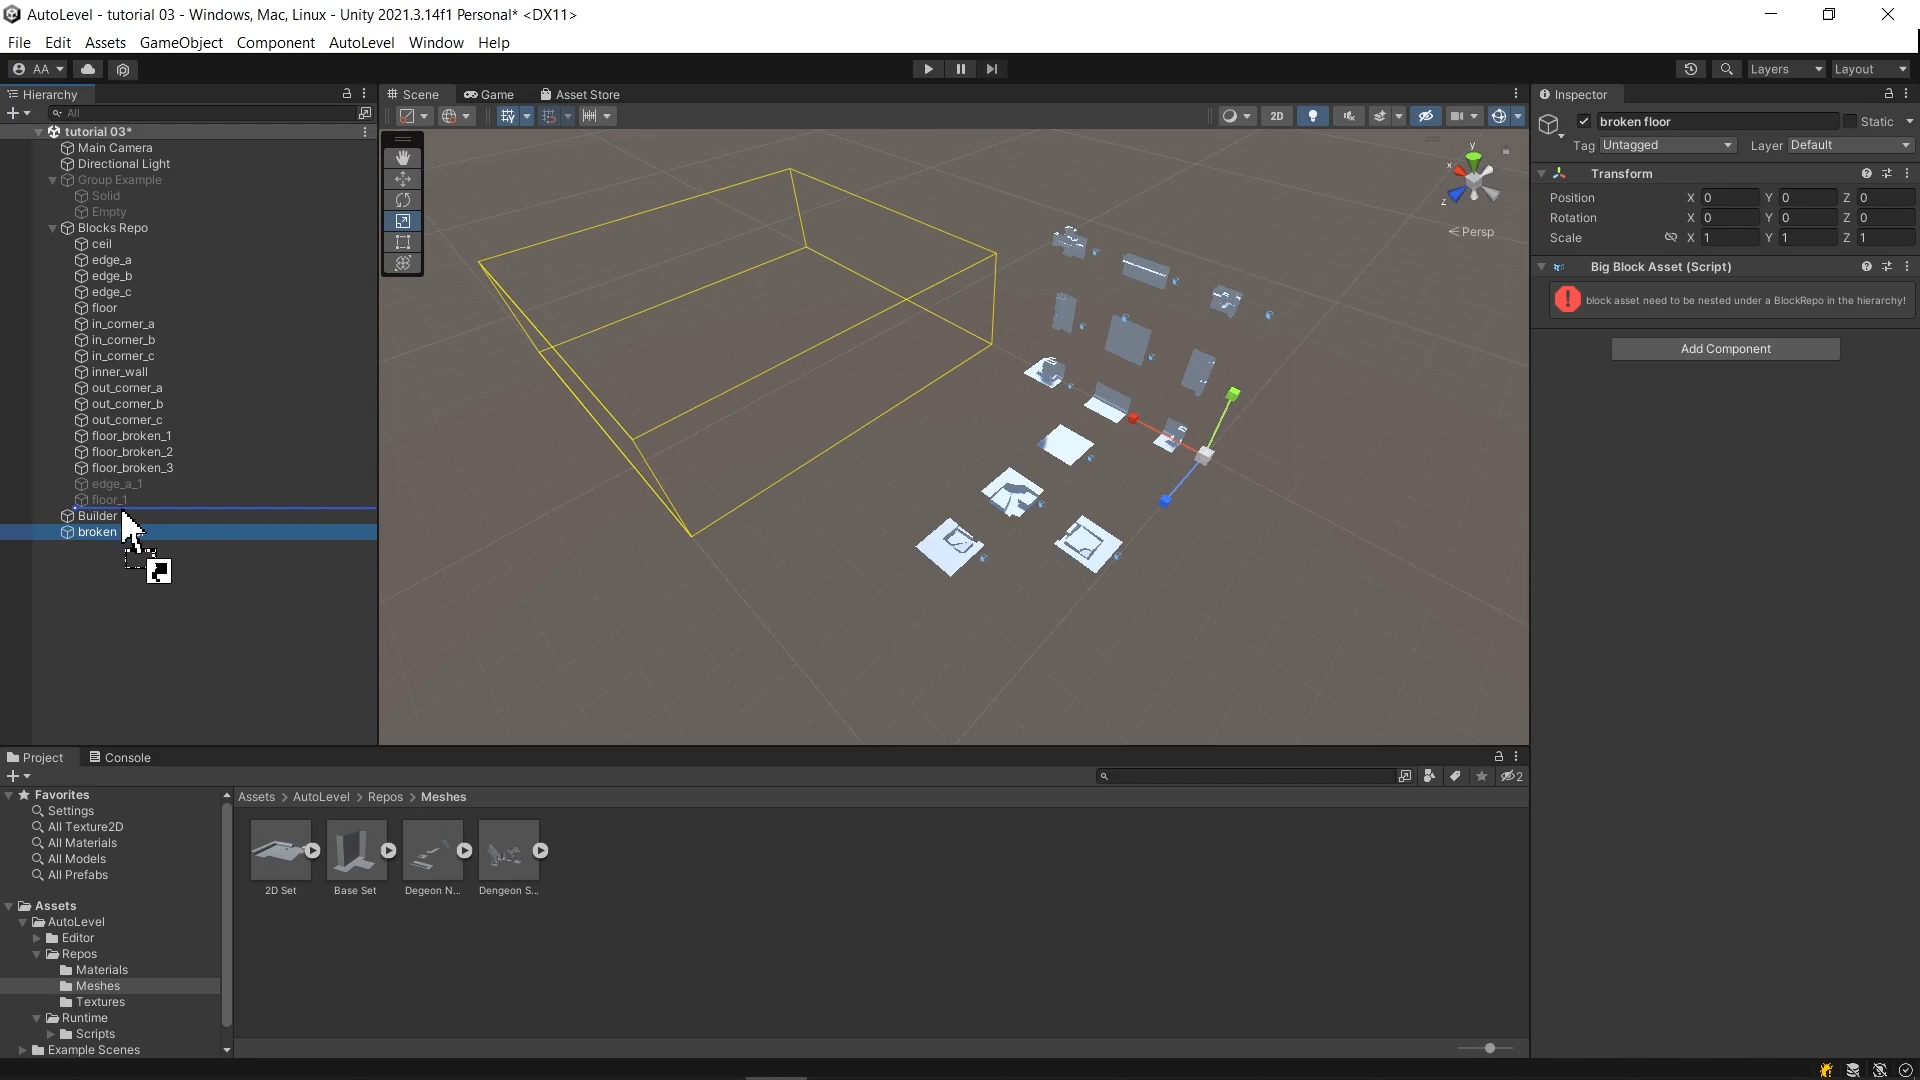 AutoLevel - tutorial 03 - Windows, Mac, Linux - Unity 2021.3.14f1 Personal* <DX11>
File Edit Assets GameObject Component AutoLevel Window Help
AA
Layers Layout
Hierarchy
All
tutorial 03*
Main Camera
Directional Light
Group Example
Solid
Empty
Blocks Repo
ceil
edge_a
edge_b
edge_c
floor
in_corner_a
in_corner_b
in_corner_c
inner_wall
out_corner_a
out_corner_b
out_corner_c
floor_broken_1
floor_broken_2
floor_broken_3
edge_a_1
floor_1
Builder
broken
Scene Game Asset Store
2D
y
x
z
Persp
Inspector
broken floor Static
Tag Untagged Layer Default
Transform
Position X 0 Y 0 Z 0
Rotation X 0 Y 0 Z 0
Scale X 1 Y 1 Z 1
Big Block Asset (Script)
block asset need to be nested under a BlockRepo in the hierarchy!
Add Component
Project Console
2
Favorites
Settings
All Texture2D
All Materials
All Models
All Prefabs
Assets
AutoLevel
Editor
Repos
Materials
Meshes
Textures
Runtime
Scripts
Example Scenes
Assets > AutoLevel > Repos > Meshes
2D Set Base Set Degeon N... Dengeon S...